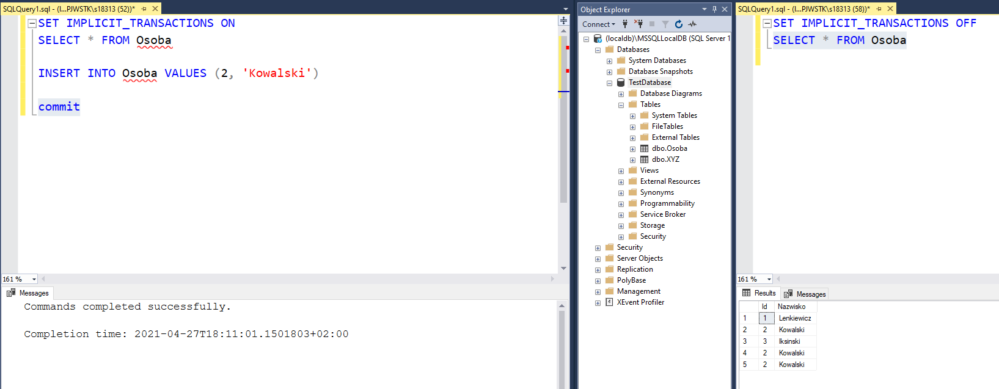 SQLQuery1.sql - (l...PJWSTK\s18313 (52))*
SET IMPLICIT_TRANSACTIONS ON
SELECT * FROM Osoba
INSERT INTO Osoba VALUES (2, 'Kowalski')
commit
161 %
Messages
Commands completed successfully.
Completion time: 2021-04-27T18:11:01.1501803+02:00
Object Explorer
Connect
(localdb)\MSSQLLocalDB (SQL Server 1
Databases
System Databases
Database Snapshots
TestDatabase
Database Diagrams
Tables
System Tables
FileTables
External Tables
dbo.Osoba
dbo.XYZ
Views
External Resources
Synonyms
Programmability
Service Broker
Storage
Security
Security
Server Objects
Replication
PolyBase
Management
XEvent Profiler
SQLQuery1.sql - (l...PJWSTK\s18313 (58))*
SET IMPLICIT_TRANSACTIONS OFF
SELECT * FROM Osoba
161 %
Results Messages
Id Nazwisko
1 1 Lenkiewicz
2 2 Kowalski
3 3 Iksinski
4 2 Kowalski
5 2 Kowalski